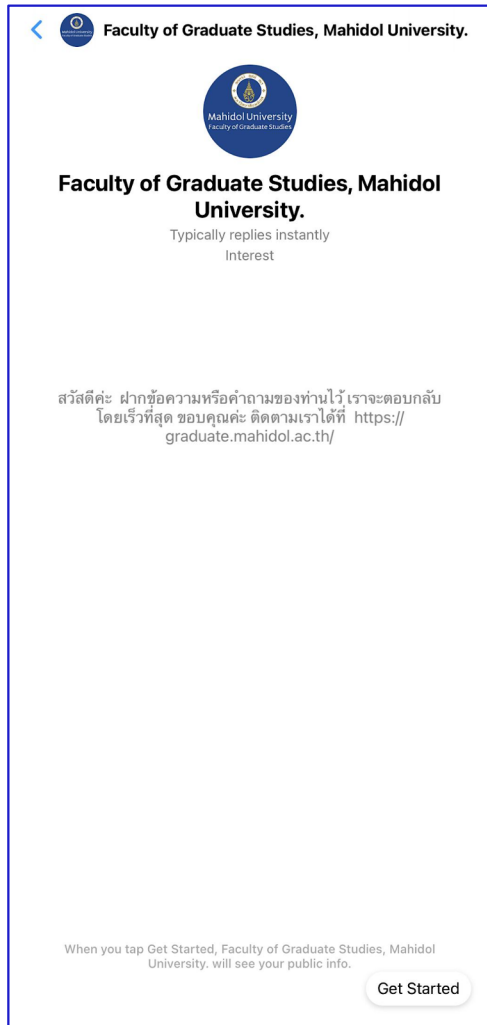 Faculty of Graduate Studies, Mahidol University.
Mahidol University
Faculty of Graduate Studies
Faculty of Graduate Studies, Mahidol
University.
Typically replies instantly
Interest
สวัสดีค่ะ ฝากข้อความหรือคำถามของท่านไว้ เราจะตอบกลับ
โดยเร็วที่สุด ขอบคุณค่ะ ติดตามเราได้ที่ https://
graduate.mahidol.ac.th/
When you tap Get Started, Faculty of Graduate Studies, Mahidol
University. will see your public info.
Get Started